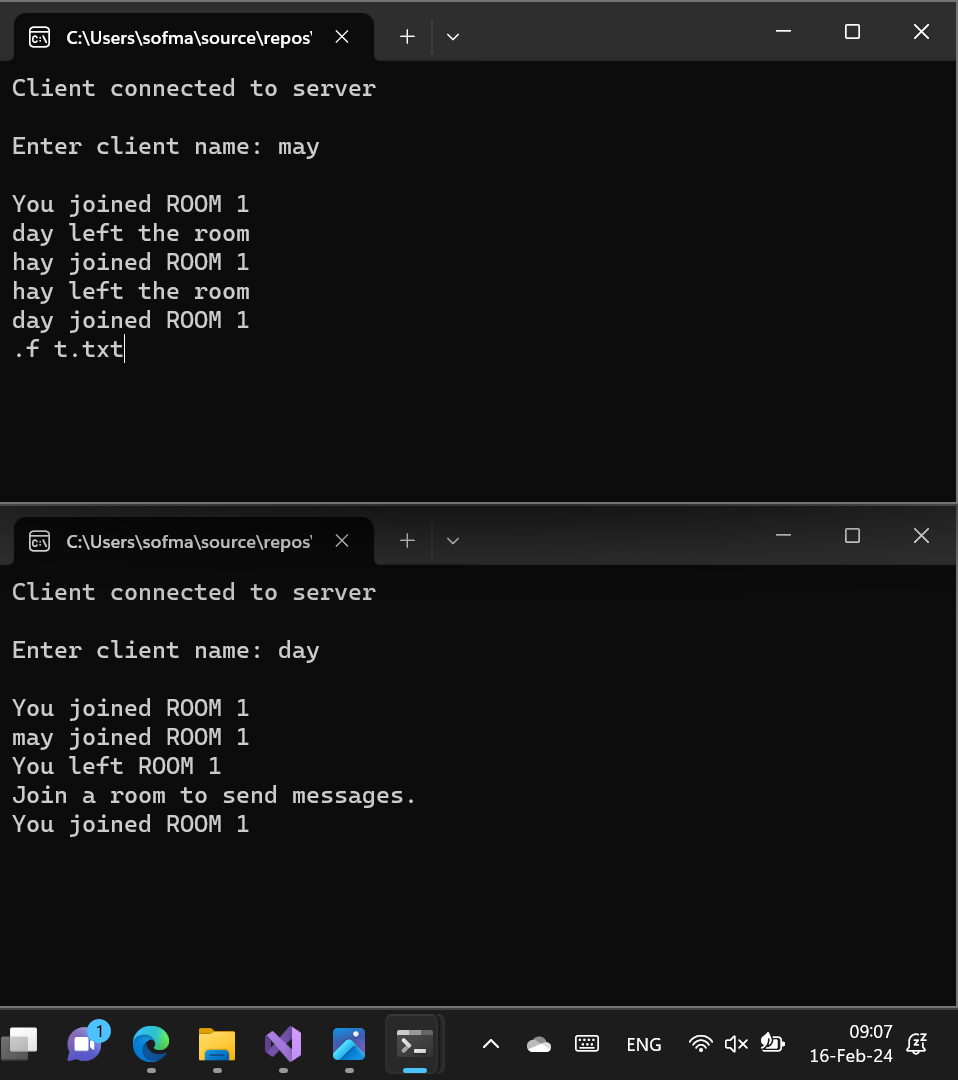 C:\Users\sofma\source\repos'
Client connected to server
Enter client name: may
You joined ROOM 1
day left the room
hay joined ROOM 1
hay left the room
day joined ROOM 1
.f t.txt
C:\Users\sofma\source\repos'
Client connected to server
Enter client name: day
You joined ROOM 1
may joined ROOM 1
You left ROOM 1
Join a room to send messages.
You joined ROOM 1
1
ENG
09:07
16-Feb-24